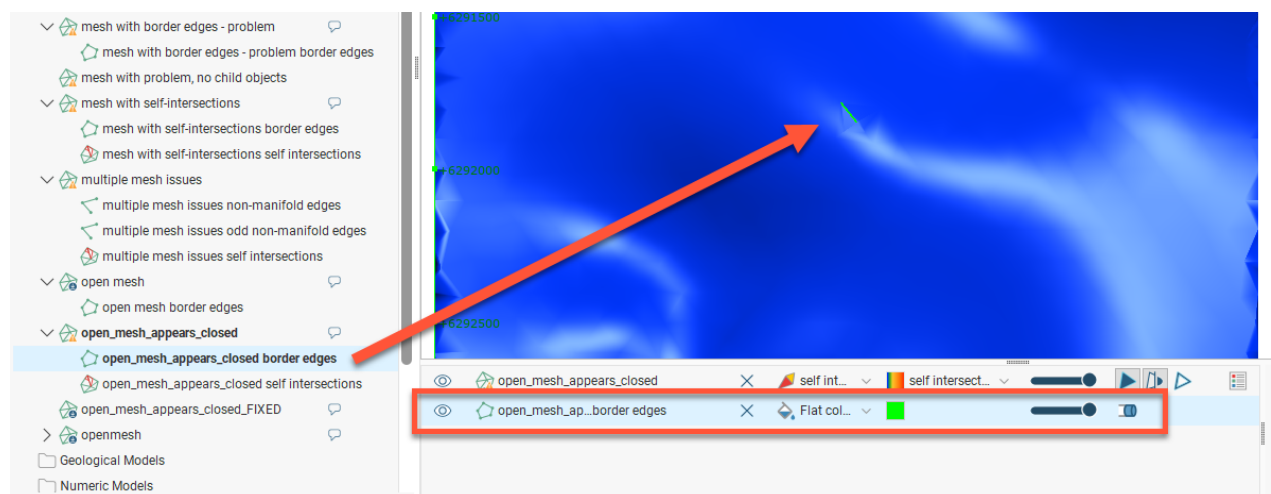 mesh with border edges - problem
mesh with border edges - problem border edges
mesh with problem, no child objects
mesh with self-intersections
mesh with self-intersections border edges
mesh with self-intersections self intersections
multiple mesh issues
multiple mesh issues non-manifold edges
multiple mesh issues odd non-manifold edges
multiple mesh issues self intersections
open mesh
open mesh border edges
open_mesh_appears_closed
open_mesh_appears_closed border edges
open_mesh_appears_closed self intersections
open_mesh_appears_closed_FIXED
openmesh
Geological Models
Numeric Models
-6291500
-6292000
-6292500
open_mesh_appears_closed self int... self intersect...
open_mesh_ap...border edges Flat col...